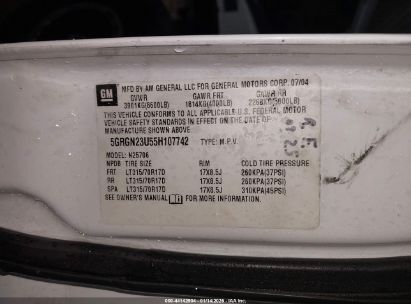 GM
MFD BY AM GENERAL LLC FOR GENERAL MOTORS CORP. 07/04
GVWR GAWR FRT GAWR RR
3901KG(8600LB) 1814KG(4000LB) 2268KG(5000LB)
THIS VEHICLE CONFORMS TO ALL APPLICABLE U.S. FEDERAL MOTOR
VEHICLE SAFETY STANDARDS IN EFFECT ON THE DATE OF
MANUFACTURE SHOWN ABOVE.
5GRGN23U55H107742 TYPE: M.P.V.
MODEL: N25706
NPB TIRE SIZE RIM COLD TIRE PRESSURE
FRT LT315/70R17D 17X8.5J 260KPA(37PSI)
RR LT315/70R17D 17X8.5J 260KPA(37PSI)
SPA LT315/70R17D 17X8.5J 310KPA(45PSI)
SEE OWNER'S MANUAL FOR MORE INFORMATION.